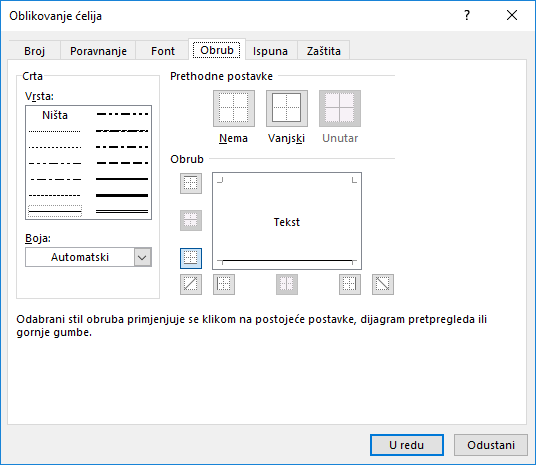 Oblikovanje ćelija
Broj Poravnanje Font Obrub Ispuna Zaštita
Crta
Vrsta:
Ništa
Boja:
Automatski
Prethodne postavke
Nema Vanjski Unutar
Obrub
Tekst
Odabrani stil obruba primjenjuje se klikom na postojeće postavke, dijagram pretpregleda ili
gornje gumbe.
U redu Odustani